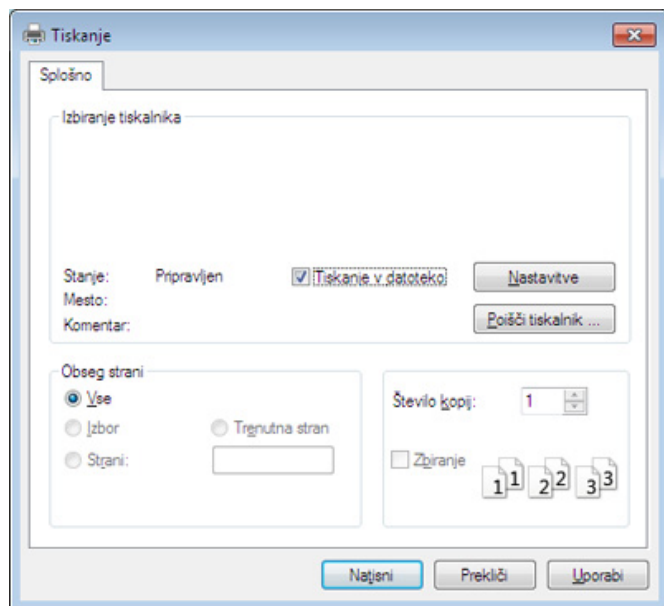 Tiskanje
Splošno
Izbiranje tiskalnika
Stanje: Pripravljen
Tiskanje v datoteko
Nastavitve
Mesto:
Komentar:
Poišči tiskalnik ...
Obseg strani
Vse
Izbor
Trenutna stran
Strani:
Število kopij: 1
Zbiranje
1 1 2 2 3 3
Natisni
Prekliči
Uporabi